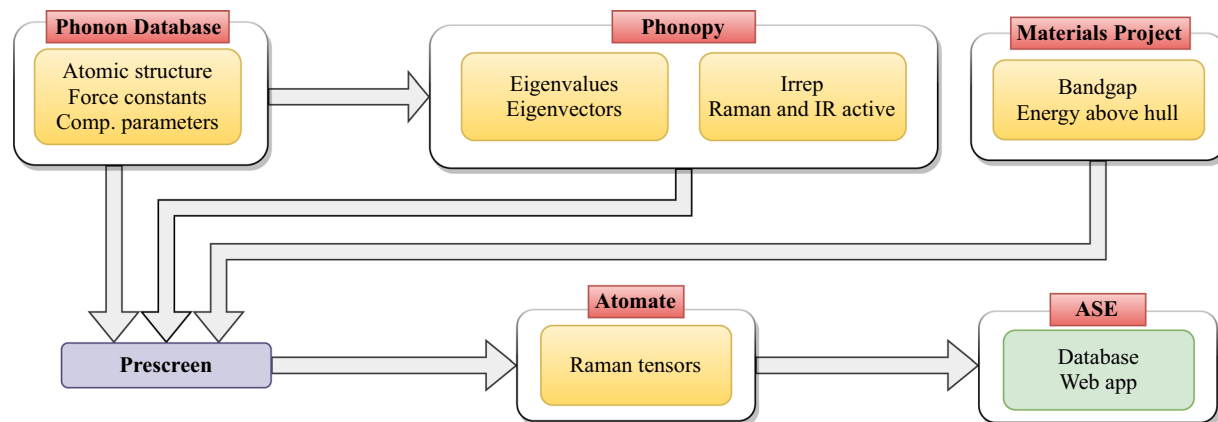 Phonon Database
Atomic structure
Force constants
Comp. parameters
Phonopy
Eigenvalues
Eigenvectors
Irrep
Raman and IR active
Materials Project
Bandgap
Energy above hull
Prescreen
Atomate
Raman tensors
ASE
Database
Web app